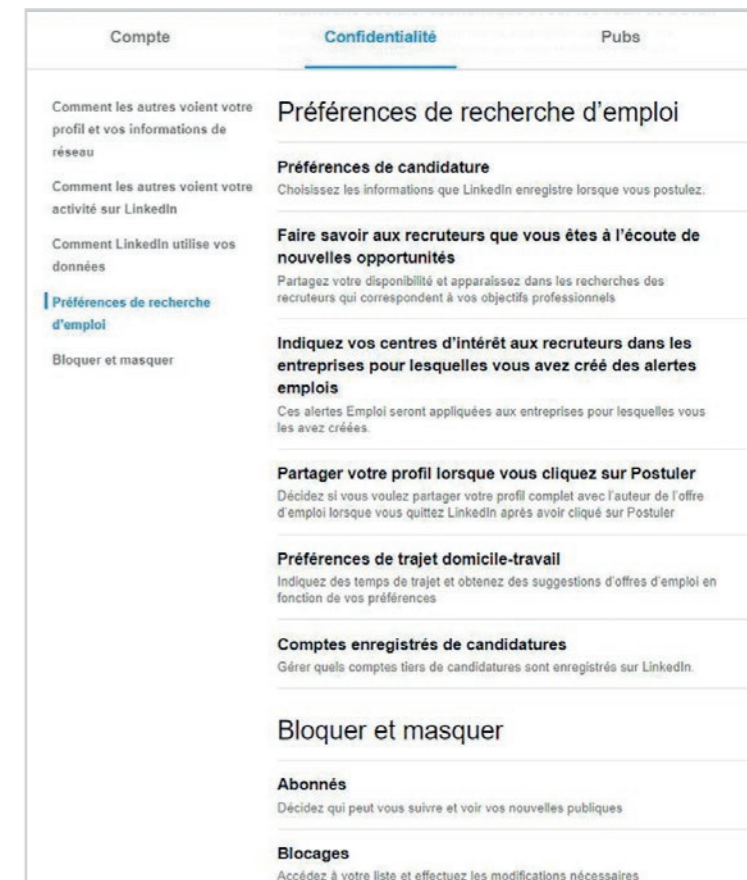 Compte
Confidentialité
Pubs
Comment les autres voient votre
profil et vos informations de
réseau
Comment les autres voient votre
activité sur LinkedIn
Comment LinkedIn utilise vos
données
Préférences de recherche
d'emploi
Bloquer et masquer
Préférences de recherche d'emploi
Préférences de candidature
Choisissez les informations que LinkedIn enregistre lorsque vous postulez.
Faire savoir aux recruteurs que vous êtes à l'écoute de
nouvelles opportunités
Partagez votre disponibilité et apparaissez dans les recherches des
recruteurs qui correspondent à vos objectifs professionnels
Indiquez vos centres d'intérêt aux recruteurs dans les
entreprises pour lesquelles vous avez créé des alertes
emplois
Ces alertes Emploi seront appliquées aux entreprises pour lesquelles vous
les avez créées.
Partager votre profil lorsque vous cliquez sur Postuler
Décidez si vous voulez partager votre profil complet avec l'auteur de l'offre
d'emploi lorsque vous quittez LinkedIn après avoir cliqué sur Postuler
Préférences de trajet domicile-travail
Indiquez des temps de trajet et obtenez des suggestions d'offres d'emploi en
fonction de vos préférences
Comptes enregistrés de candidatures
Gérer quels comptes tiers de candidatures sont enregistrés sur LinkedIn.
Bloquer et masquer
Abonnés
Décidez qui peut vous suivre et voir vos nouvelles publiques
Blocages
Accédez à votre liste et effectuez les modifications nécessaires